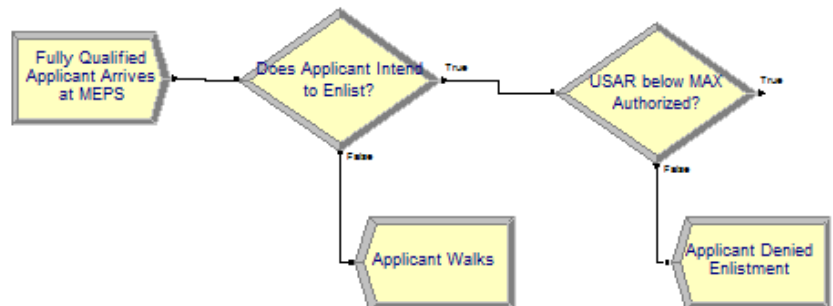 Fully Qualified
Applicant Arrives
at MEPS
Does Applicant Intend
to Enlist?
True
False
USAR below MAX
Authorized?
True
False
Applicant Walks
Applicant Denied
Enlistment